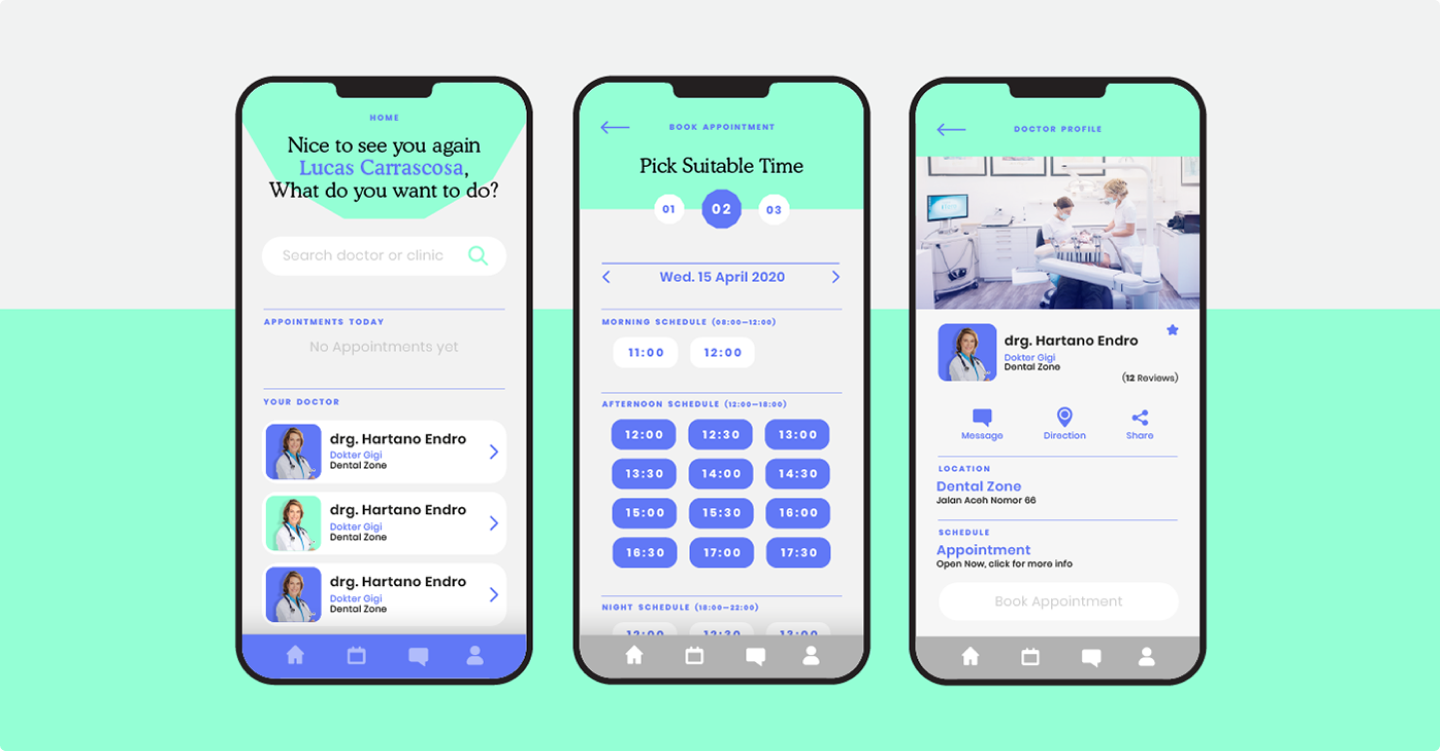 HOME
Nice to see you again
Lucas Carrascosa,
What do you want to do?
Search doctor or clinic
APPOINTMENTS TODAY
No Appointments yet
YOUR DOCTOR
drg. Hartano Endro
Dokter Gigi
Dental Zone
drg. Hartano Endro
Dokter Gigi
Dental Zone
drg. Hartano Endro
Dokter Gigi
Dental Zone
BOOK APPOINTMENT
Pick Suitable Time
01 02 03
Wed. 15 April 2020
MORNING SCHEDULE (08:00—12:00)
11:00 12:00
AFTERNOON SCHEDULE (12:00—18:00)
12:00 12:30 13:00
13:30 14:00 14:30
15:00 15:30 16:00
16:30 17:00 17:30
NIGHT SCHEDULE (18:00—22:00)
12:00 12:30 13:00
DOCTOR PROFILE
drg. Hartano Endro
Dokter Gigi
Dental Zone
(12 Reviews)
Message Direction Share
LOCATION
Dental Zone
Jalan Aceh Nomor 66
SCHEDULE
Appointment
Open Now, click for more info
Book Appointment